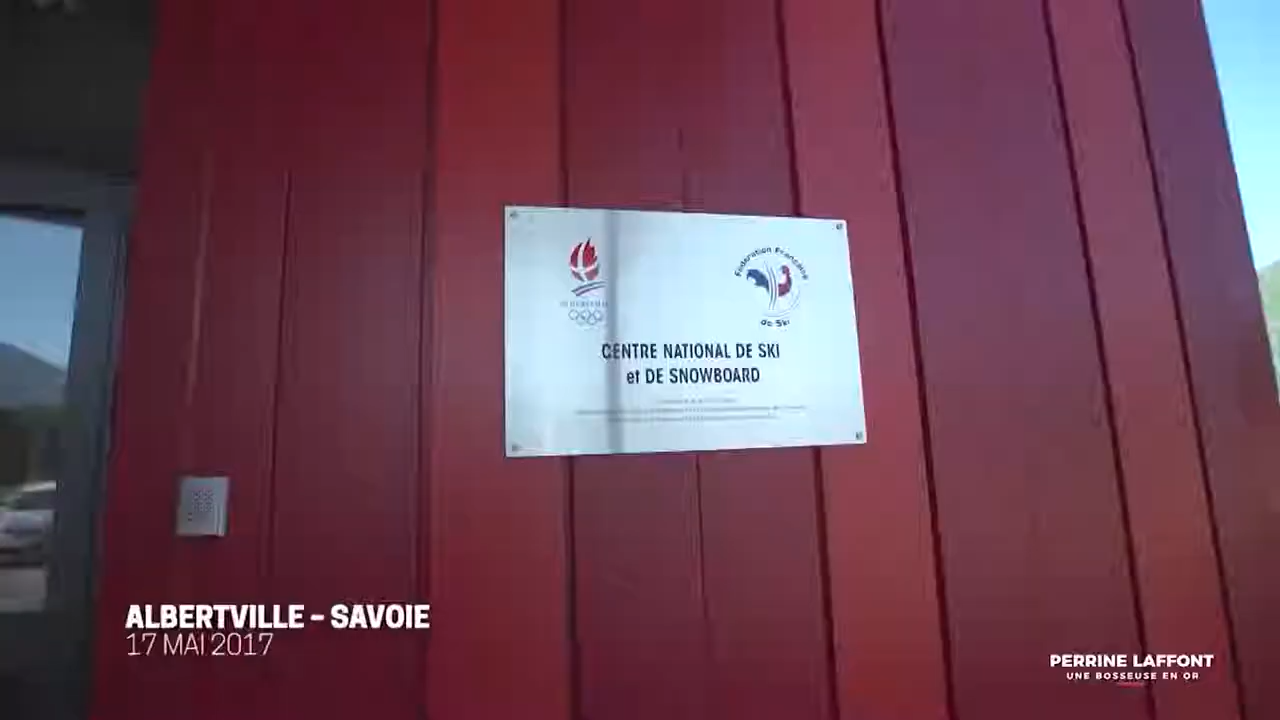 Fédération Française
de Ski
CENTRE NATIONAL DE SKI
et DE SNOWBOARD
ALBERTVILLE - SAVOIE
17 MAI 2017
PERRINE LAFFONT
UNE BOSSEUSE EN OR